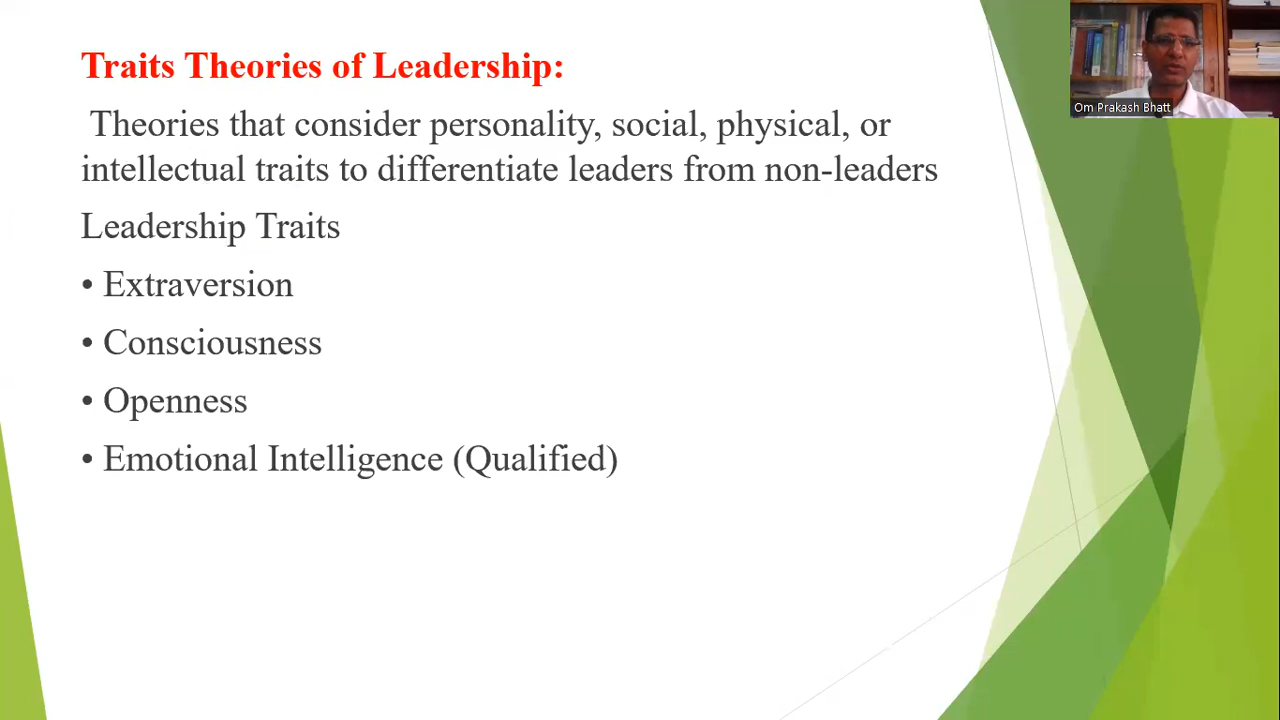 Traits Theories of Leadership:
Om Prakash Bhatt
Theories that consider personality, social, physical, or
intellectual traits to differentiate leaders from non-leaders
Leadership Traits
• Extraversion
• Consciousness
• Openness
• Emotional Intelligence (Qualified)